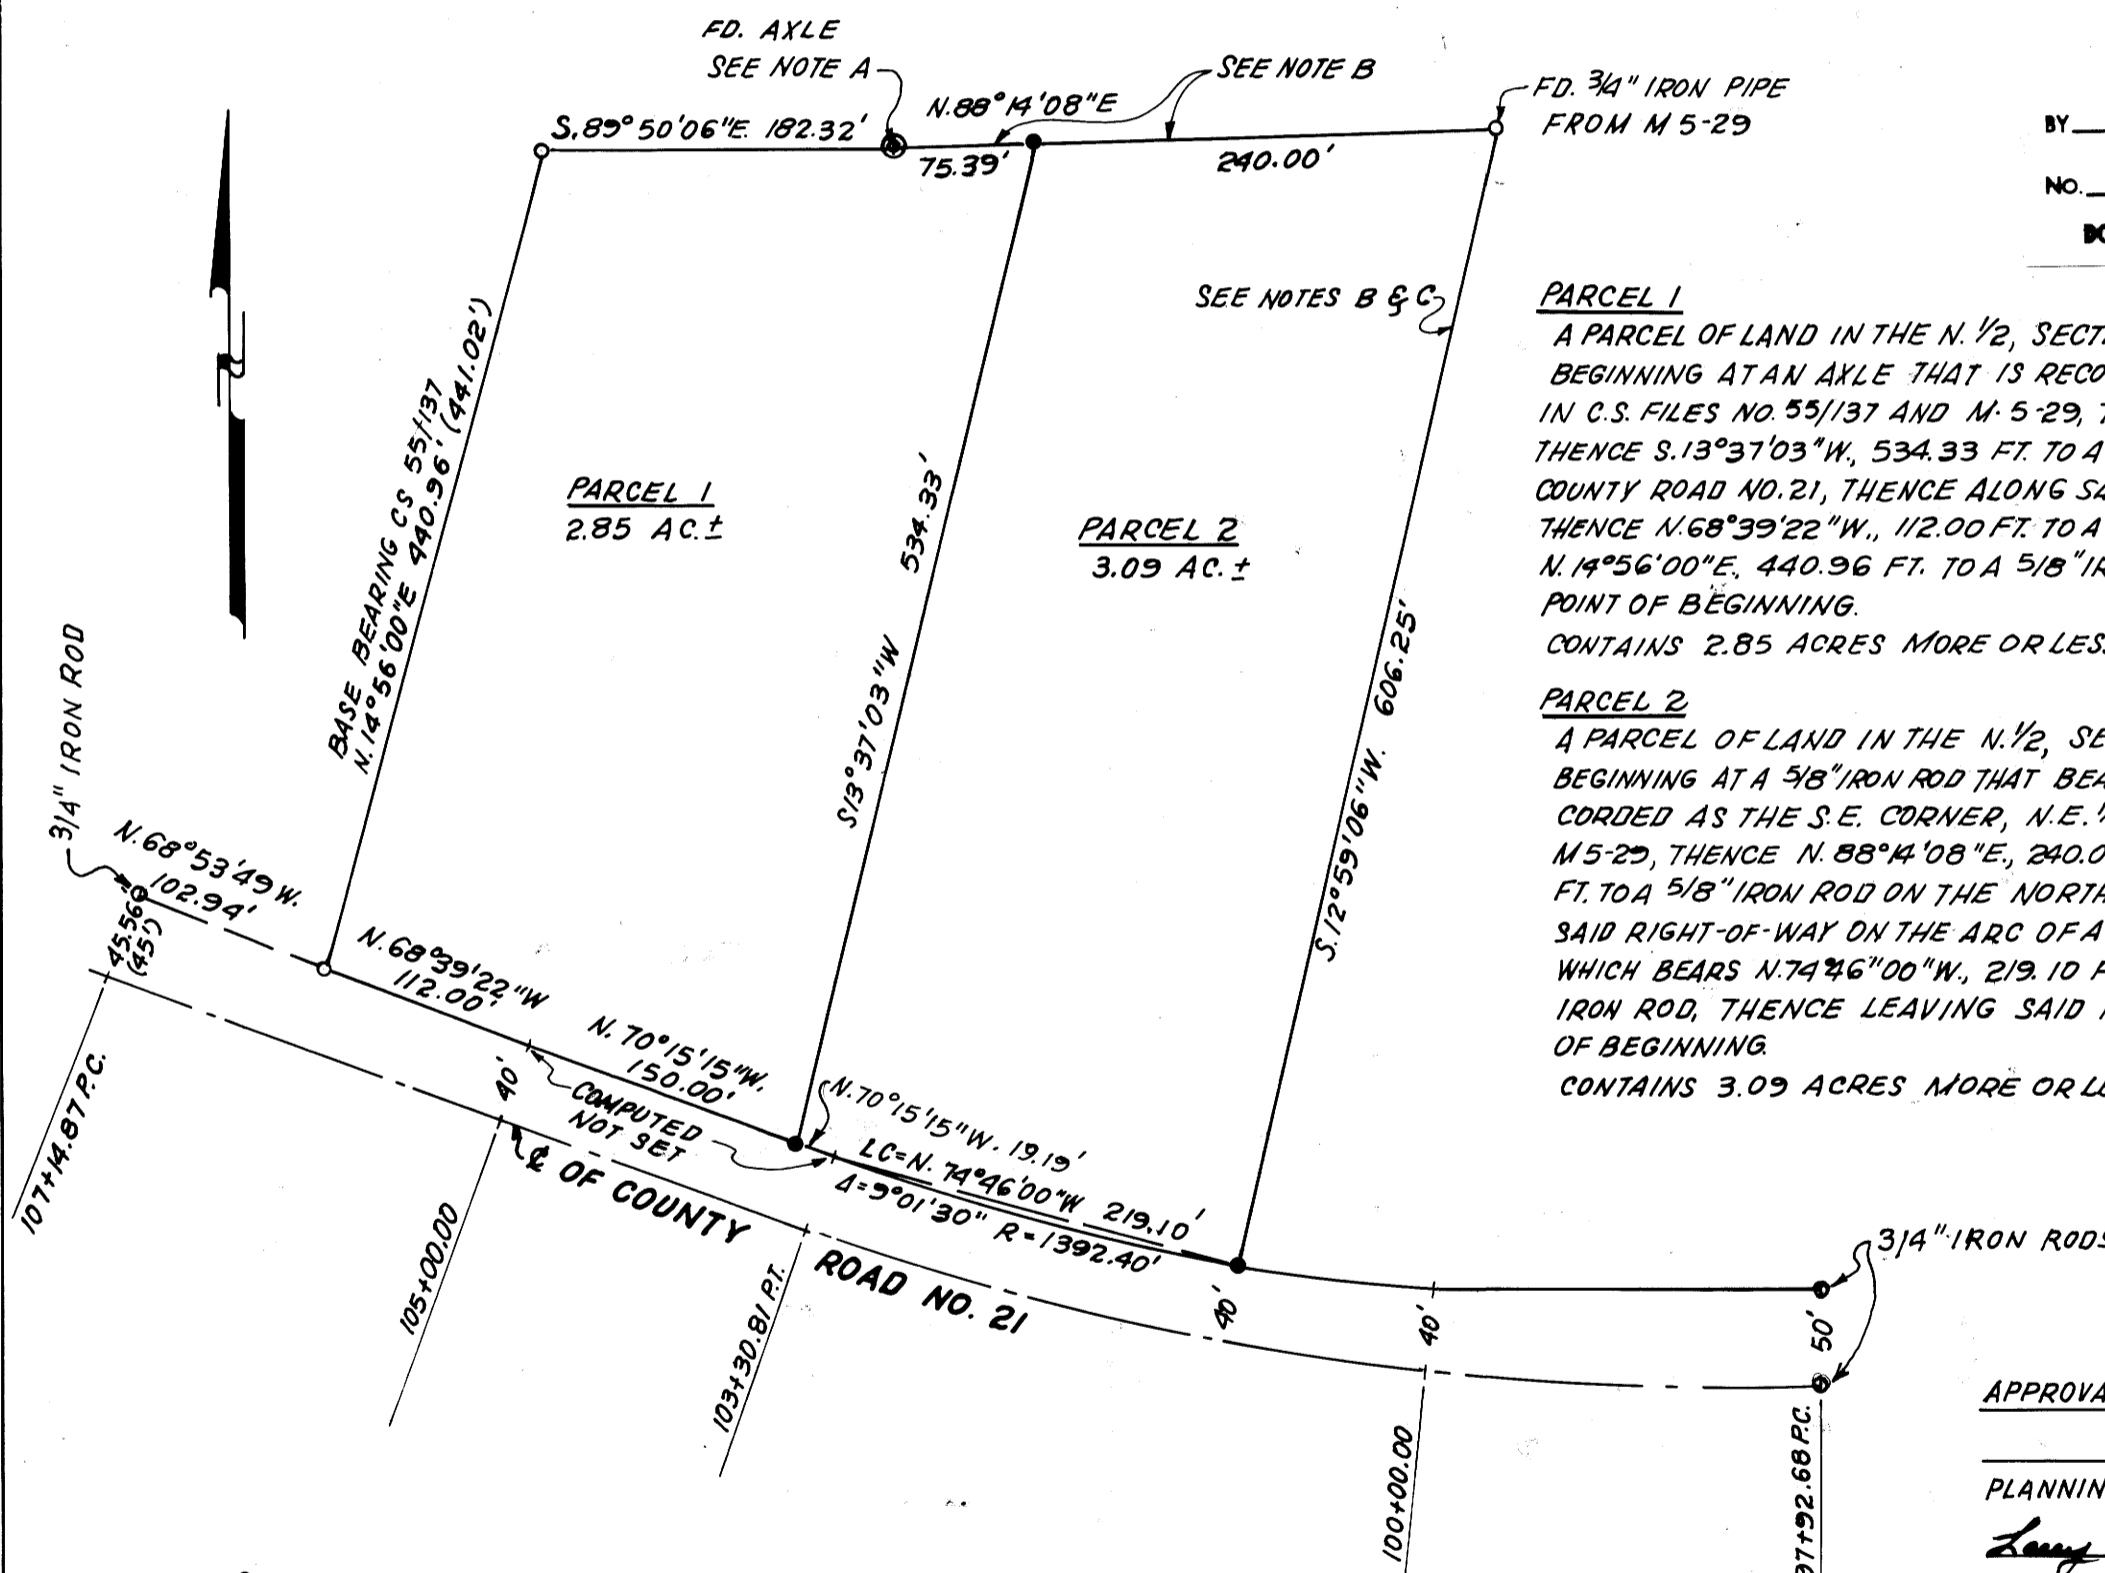 FD. AXLE
SEE NOTE A
SEE NOTE B
FD. 3/4" IRON PIPE
FROM M 5-29
S.89°50'06"E. 182.32'
N.88°14'08"E
75.39'
240.00'
BY
NO.
SEE NOTES B & C
BASE BEARING CS 55/137
N.14°56'00"E 440.96' (441.02')
PARCEL 1
2.85 AC.±
534.33'
S13°37'03"W
PARCEL 2
3.09 AC.±
S.12°59'06"W. 606.25'
3/4" IRON ROD
N.68°53'49 W.
102.94'
45.56
(45')
N.68°39'22"W
112.00'
N.70°15'15"W.
150.00'
COMPUTED
NOT SET
N.70°15'15"W. 19.19'
LC=N. 74°46'00"W 219.10'
Δ=9°01'30" R=1392.40'
40'
℄ OF COUNTY ROAD NO. 21
107+14.87 P.C.
105+00.00
103+30.81 P.T.
40'
40'
50'
100+00.00
97+92.68 P.C.
3/4" IRON RODS
PARCEL 1
A PARCEL OF LAND IN THE N.1/2, SECT.
BEGINNING AT AN AXLE THAT IS RECO
IN C.S. FILES NO. 55/137 AND M.5-29,
THENCE S.13°37'03"W., 534.33 FT. TO A
COUNTY ROAD NO.21, THENCE ALONG SA
THENCE N.68°39'22"W., 112.00 FT. TO A
N.14°56'00"E., 440.96 FT. TO A 5/8" IR
POINT OF BEGINNING.
CONTAINS 2.85 ACRES MORE OR LESS
PARCEL 2
A PARCEL OF LAND IN THE N.1/2, SE
BEGINNING AT A 5/8" IRON ROD THAT BEA
CORDED AS THE S.E. CORNER, N.E.
M5-29, THENCE N. 88°14'08"E., 240.0
FT. TO A 5/8" IRON ROD ON THE NORTH
SAID RIGHT-OF-WAY ON THE ARC OF A
WHICH BEARS N.74°46"00"W., 219.10 F
IRON ROD, THENCE LEAVING SAID
OF BEGINNING.
CONTAINS 3.09 ACRES MORE OR LE
APPROVA
PLANNIN
Larry